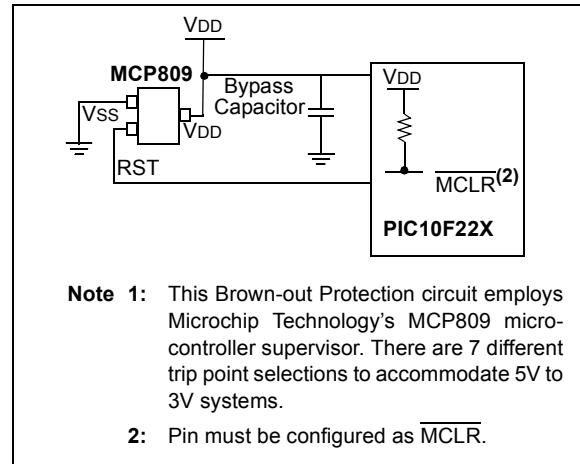 VDD
MCP809
Bypass
Capacitor
VDD
VSS
VDD
RST
MCLR(2)
PIC10F22X
Note 1: This Brown-out Protection circuit employs
Microchip Technology's MCP809 micro-
controller supervisor. There are 7 different
trip point selections to accommodate 5V to
3V systems.
2: Pin must be configured as MCLR.